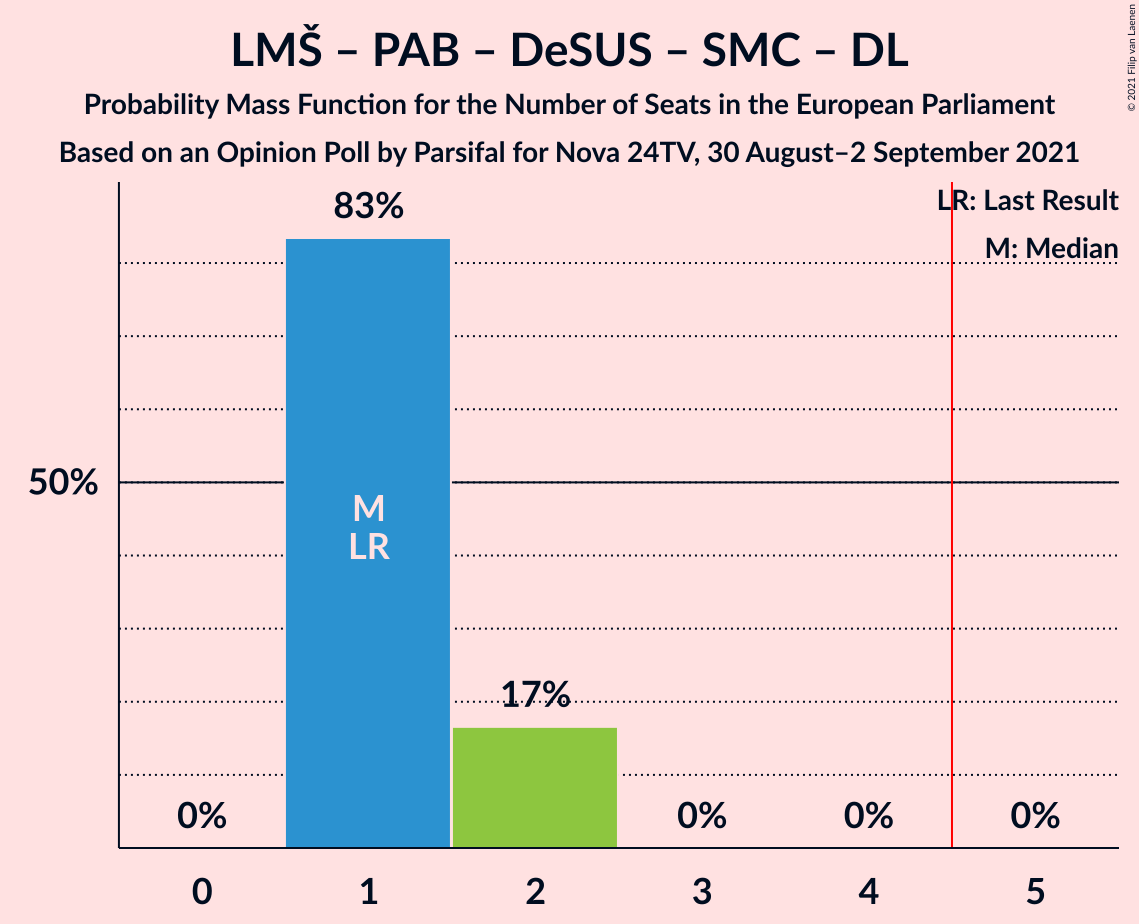 LMŠ – PAB – DeSUS – SMC – DL
Probability Mass Function for the Number of Seats in the European Parliament
Based on an Opinion Poll by Parsifal for Nova 24TV, 30 August–2 September 2021
© 2021 Filip van Laenen
LR: Last Result
M: Median
83%
50%
M
LR
17%
0%
0%
0%
0%
0
1
2
3
4
5